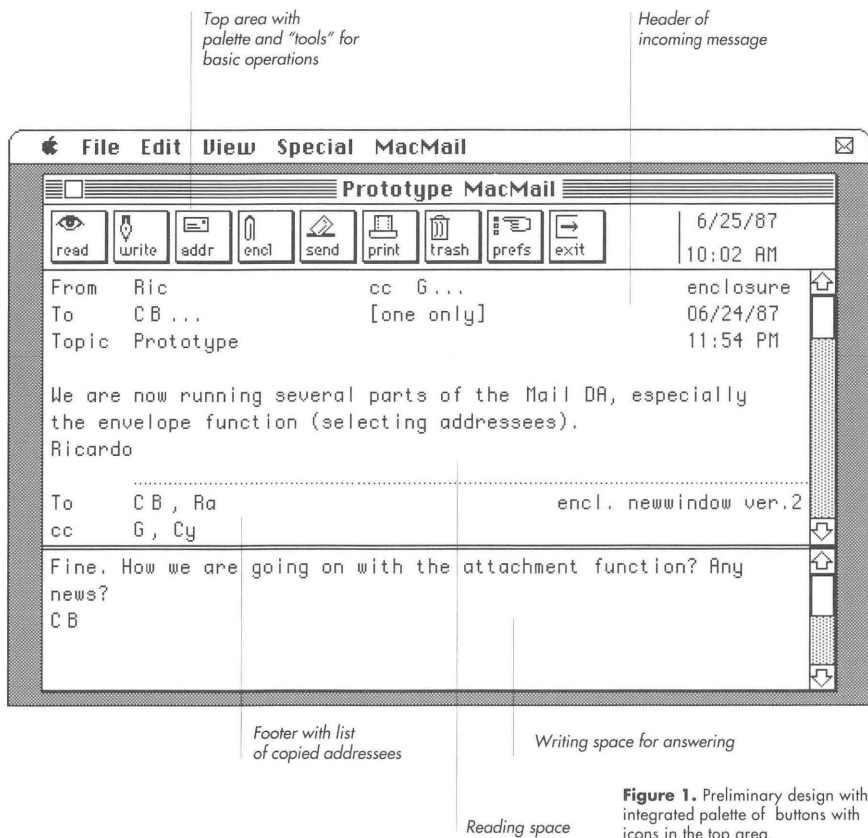 Top area with
palette and "tools" for
basic operations
Header of
incoming message
File Edit View Special MacMail
Prototype MacMail
read write addr encl send print trash prefs exit
6/25/87
10:02 AM
From Ric cc G... enclosure
To CB... [one only] 06/24/87
Topic Prototype 11:54 PM
We are now running several parts of the Mail DA, especially
the envelope function (selecting addressees).
Ricardo
To CB, Ra encl. newwindow ver.2
cc G, Cy
Fine. How we are going on with the attachment function? Any
news?
CB
Footer with list
of copied addressees
Writing space for answering
Reading space
Figure 1. Preliminary design with
integrated palette of buttons with
icons in the top area.